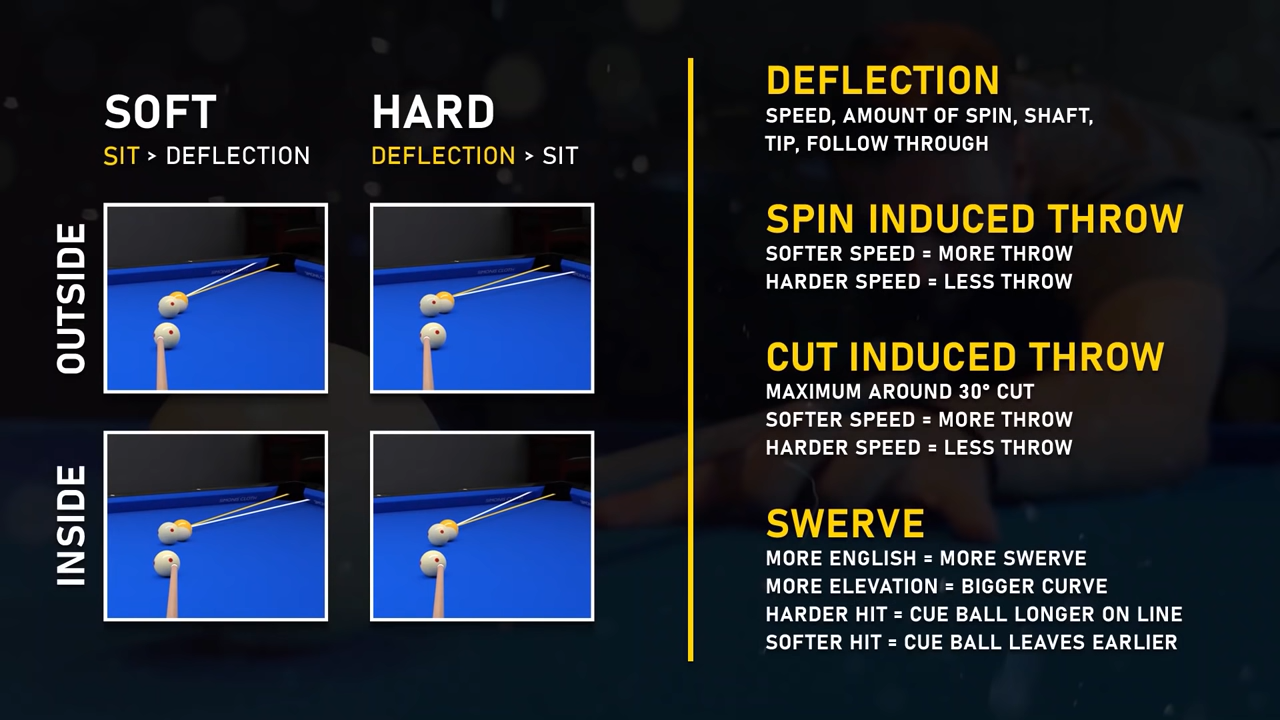 SOFT
SIT > DEFLECTION
HARD
DEFLECTION > SIT
OUTSIDE
INSIDE
DEFLECTION
SPEED, AMOUNT OF SPIN, SHAFT,
TIP, FOLLOW THROUGH
SPIN INDUCED THROW
SOFTER SPEED = MORE THROW
HARDER SPEED = LESS THROW
CUT INDUCED THROW
MAXIMUM AROUND 30° CUT
SOFTER SPEED = MORE THROW
HARDER SPEED = LESS THROW
SWERVE
MORE ENGLISH = MORE SWERVE
MORE ELEVATION = BIGGER CURVE
HARDER HIT = CUE BALL LONGER ON LINE
SOFTER HIT = CUE BALL LEAVES EARLIER